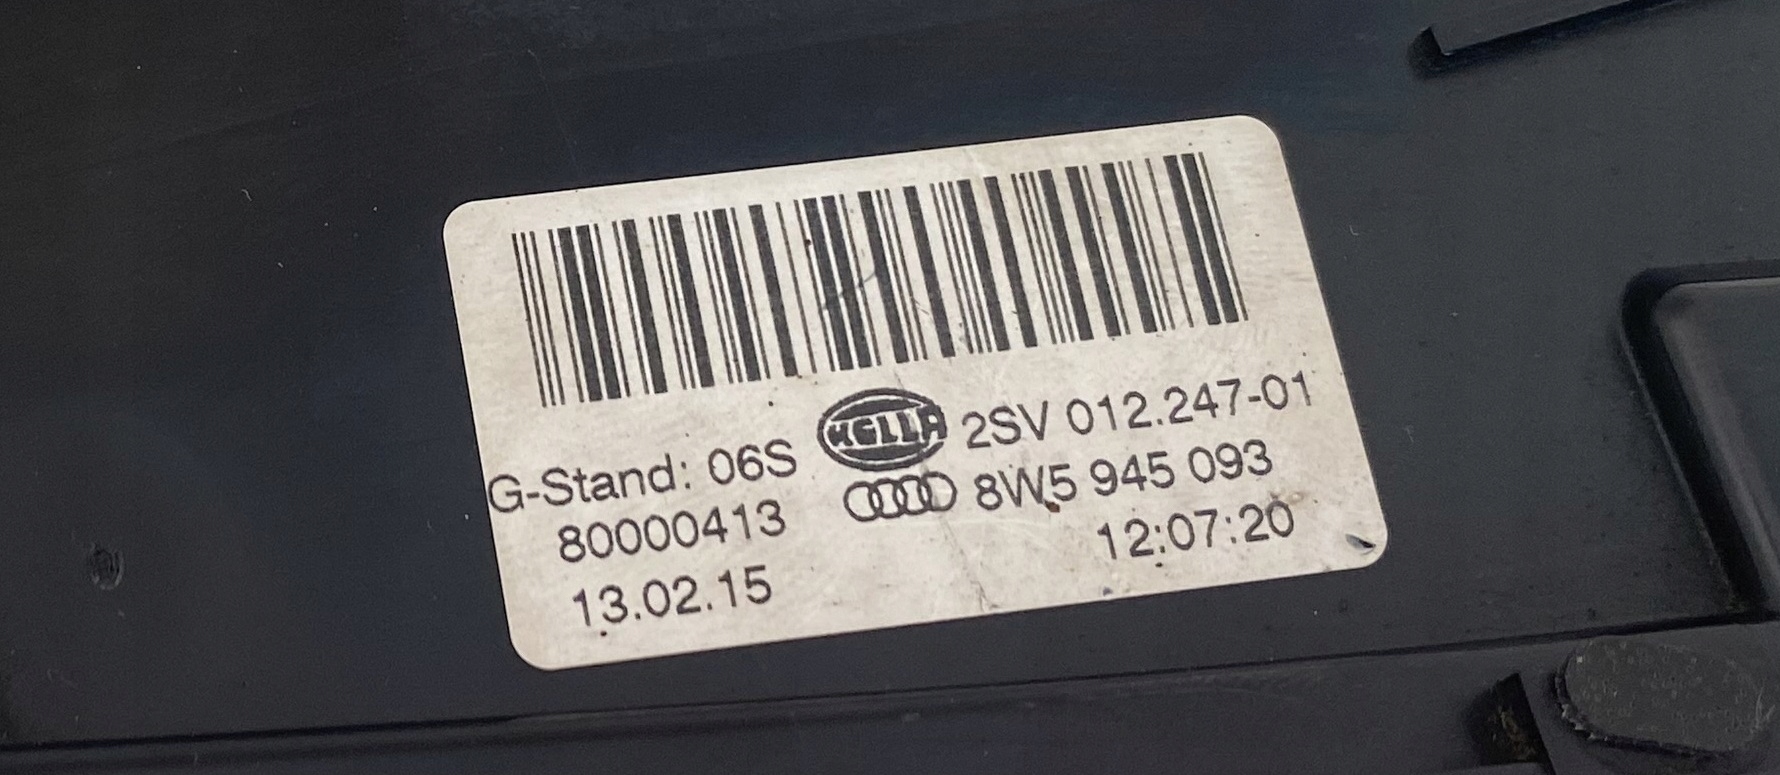 G-Stand: 06S HELLA 2SV 012.247-01
80000413 8W5 945 093
13.02.15 12:07:20